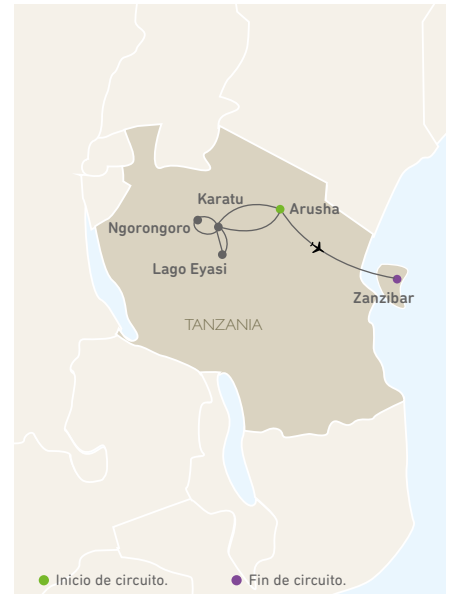 Karatu
Arusha
Ngorongoro
Lago Eyasi
Zanzibar
TANZANIA
Inicio de circuito.
Fin de circuito.